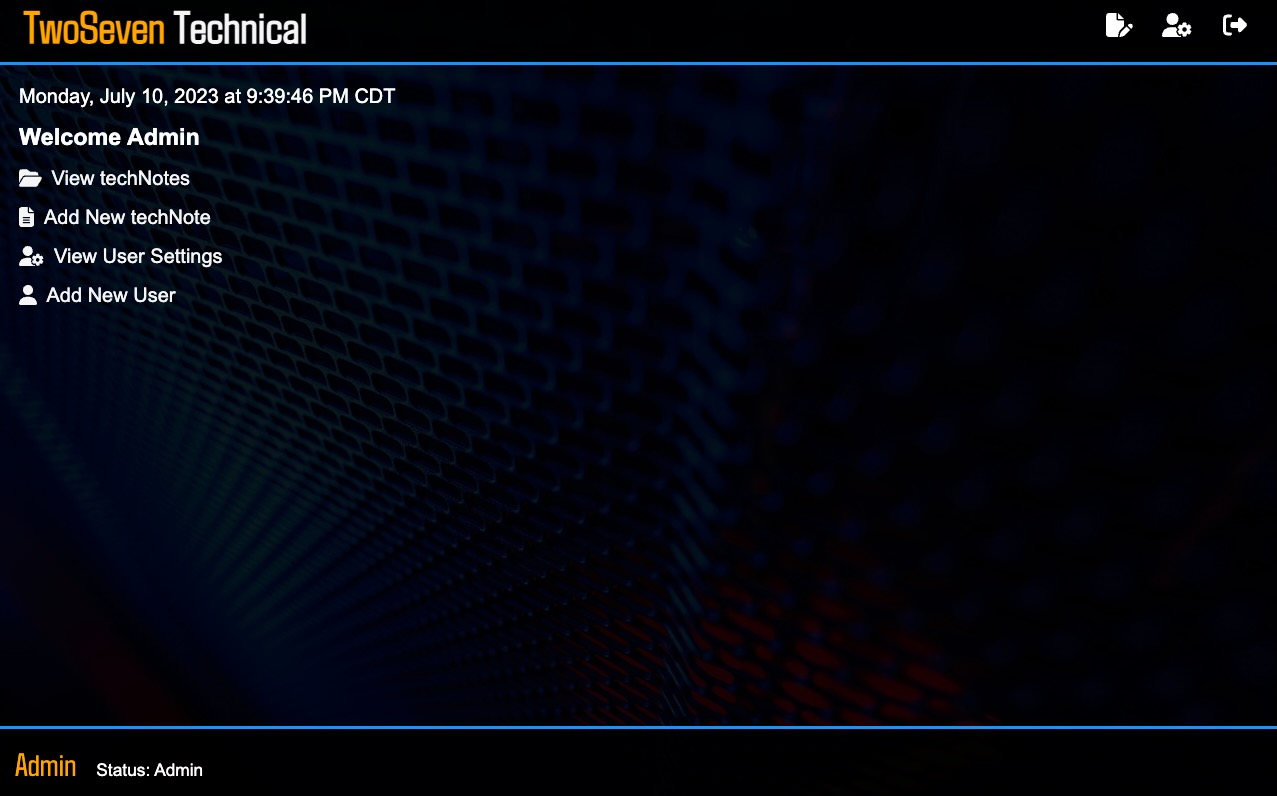 TwoSeven Technical
Monday, July 10, 2023 at 9:39:46 PM CDT
Welcome Admin
View techNotes
Add New techNote
View User Settings
Add New User
Admin Status: Admin